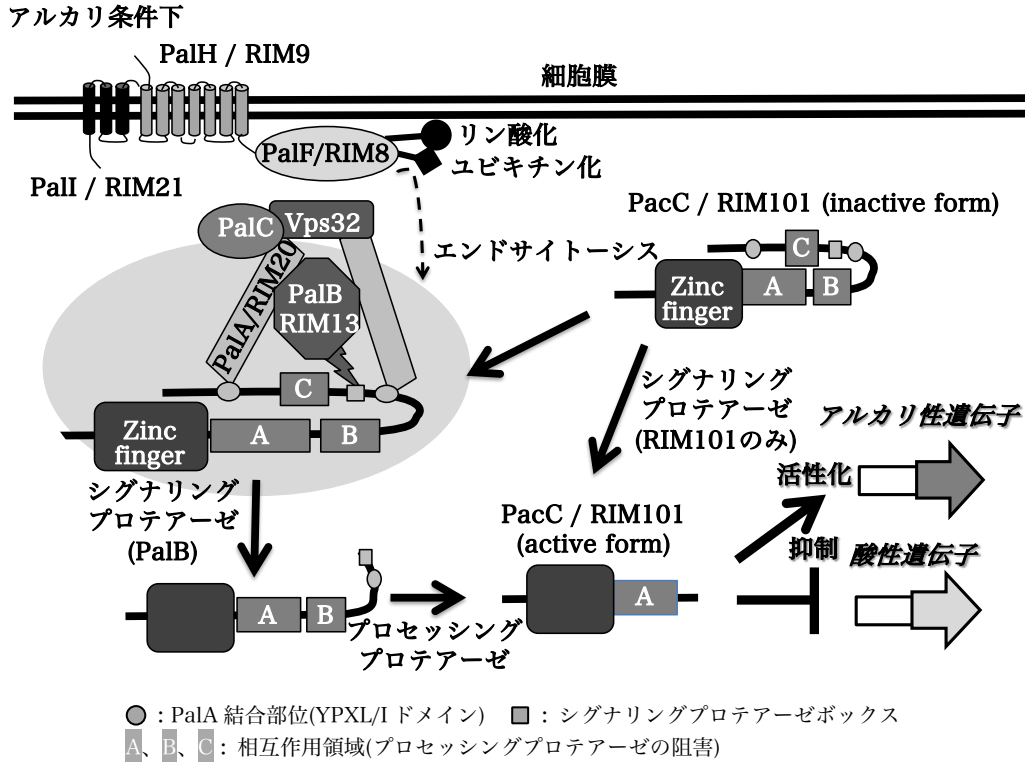 アルカリ条件下
PalH / RIM9
細胞膜
リン酸化
PalF/RIM8
ユビキチン化
PalI / RIM21
PacC / RIM101 (inactive form)
PalC
Vps32
エンドサイトーシス
C
Zinc
finger
A
B
PalA/RIM20
PalB
RIM13
C
Zinc
finger
A
B
シグナリング
プロテアーゼ
(RIM101のみ)
アルカリ性遺伝子
活性化
シグナリング
プロテアーゼ
(PalB)
PacC / RIM101
(active form)
抑制
酸性遺伝子
A
B
A
プロセッシング
プロテアーゼ
: PalA 結合部位(YPXL/I ドメイン)
: シグナリングプロテアーゼボックス
A、B、C : 相互作用領域(プロセッシングプロテアーゼの阻害)